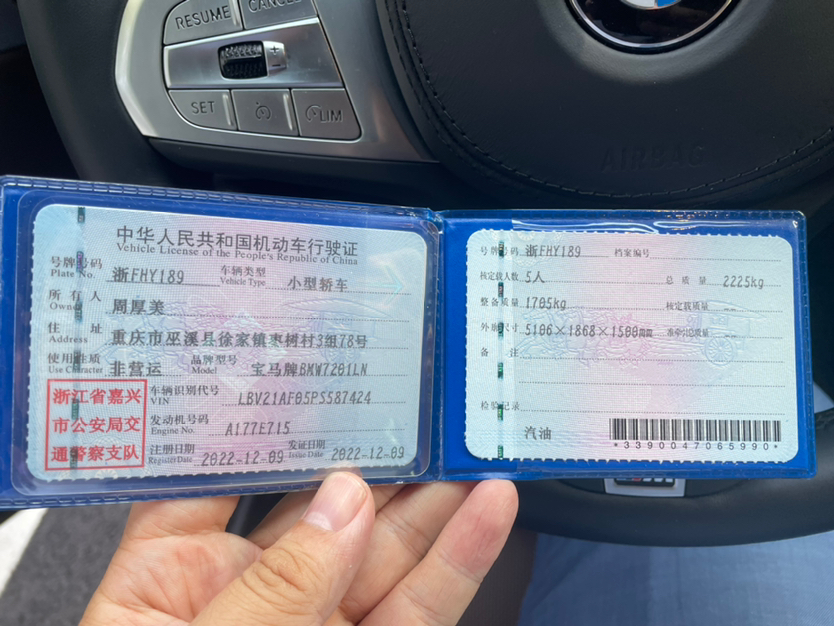 RESUME
CANCEL
+
-
SET
LIM
AIRBAG
中华人民共和国机动车行驶证
Vehicle License of the People's Republic of China
号牌号码 Plate No. 浙FHY189 车辆类型 Vehicle Type 小型轿车
所有人 Owner 周厚美
住址 Address 重庆市巫溪县徐家镇枣树村3组78号
使用性质 Use Character 非营运 品牌型号 Model 宝马牌BMW7201LN
浙江省嘉兴
市公安局交
通警察支队
车辆识别代号 VIN LBV21AF05PS587424
发动机号码 Engine No. A177E715
注册日期 Register Date 2022-12-09 发证日期 Issue Date 2022-12-09
号牌号码 浙FHY189 档案编号
核定载人数 5人 总质量 2225kg
整备质量 1705kg 核定载质量 --
外廓尺寸 5106×1868×1500mm 准牵引总质量 --
备注
检验记录
汽油
*3390047065990*